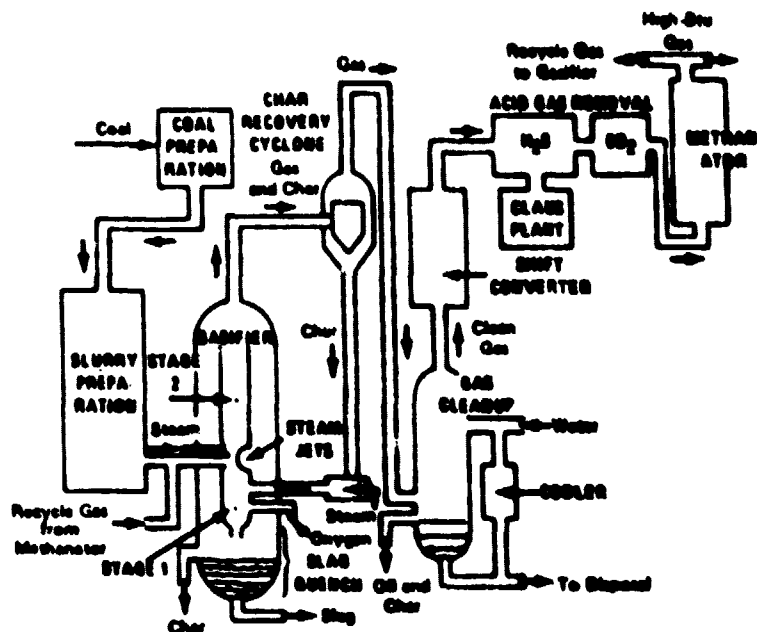 High-Btu
Gas
Gas
Recycle Gas
to Gasifier
CHAR
RECOVERY
CYCLONE
Gas
and Char
ACID GAS REMOVAL
Coal
COAL
PREPA
RATION
H2S
CO2
METHAN
ATOR
CLAUS
PLANT
SHIFT
CONVERTER
GASIFIER
Char
Clean
Gas
SLURRY
PREPA-
RATION
STAGE
2
GAS
CLEANUP
Steam
STEAM
JETS
Water
COOLER
Recycle Gas
from
Methanator
Steam
STAGE 1
Oxygen
SLAG
QUENCH
Oil and
Char
To Disposal
Char
Slag